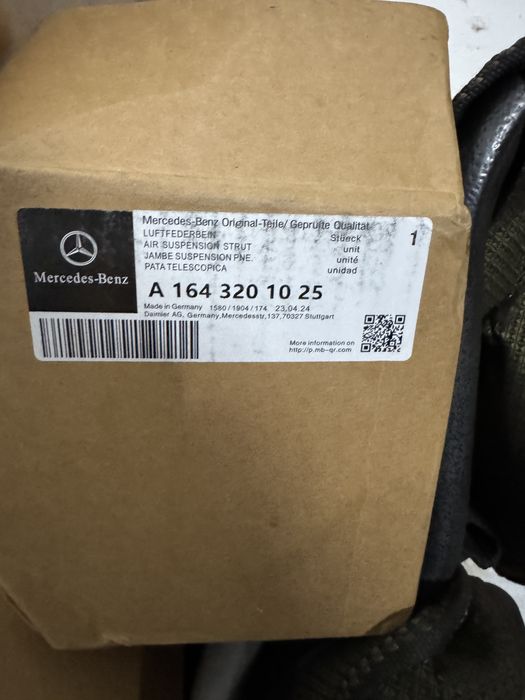 Mercedes-Benz Original-Teile/ Geprüfte Qualität
LUFTFEDERBEIN Stueck 1
AIR SUSPENSION STRUT unit
JAMBE SUSPENSION PNE. unité
PATA TELESCOPICA unidad
Mercedes-Benz
A 164 320 10 25
Made in Germany 1580 / 1904 / 174 23.04.24
Daimler AG, Germany,Mercedesstr,137,70327 Stuttgart
More information on
http://p.mb-qr.com